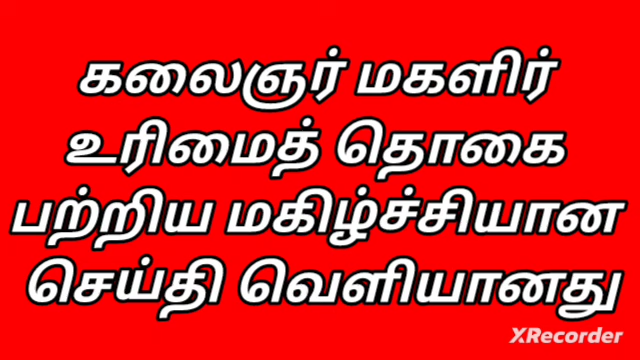 கலைஞர் மகளிர்
உரிமைத் தொகை
பற்றிய மகிழ்ச்சியான
செய்தி வெளியானது
XRecorder